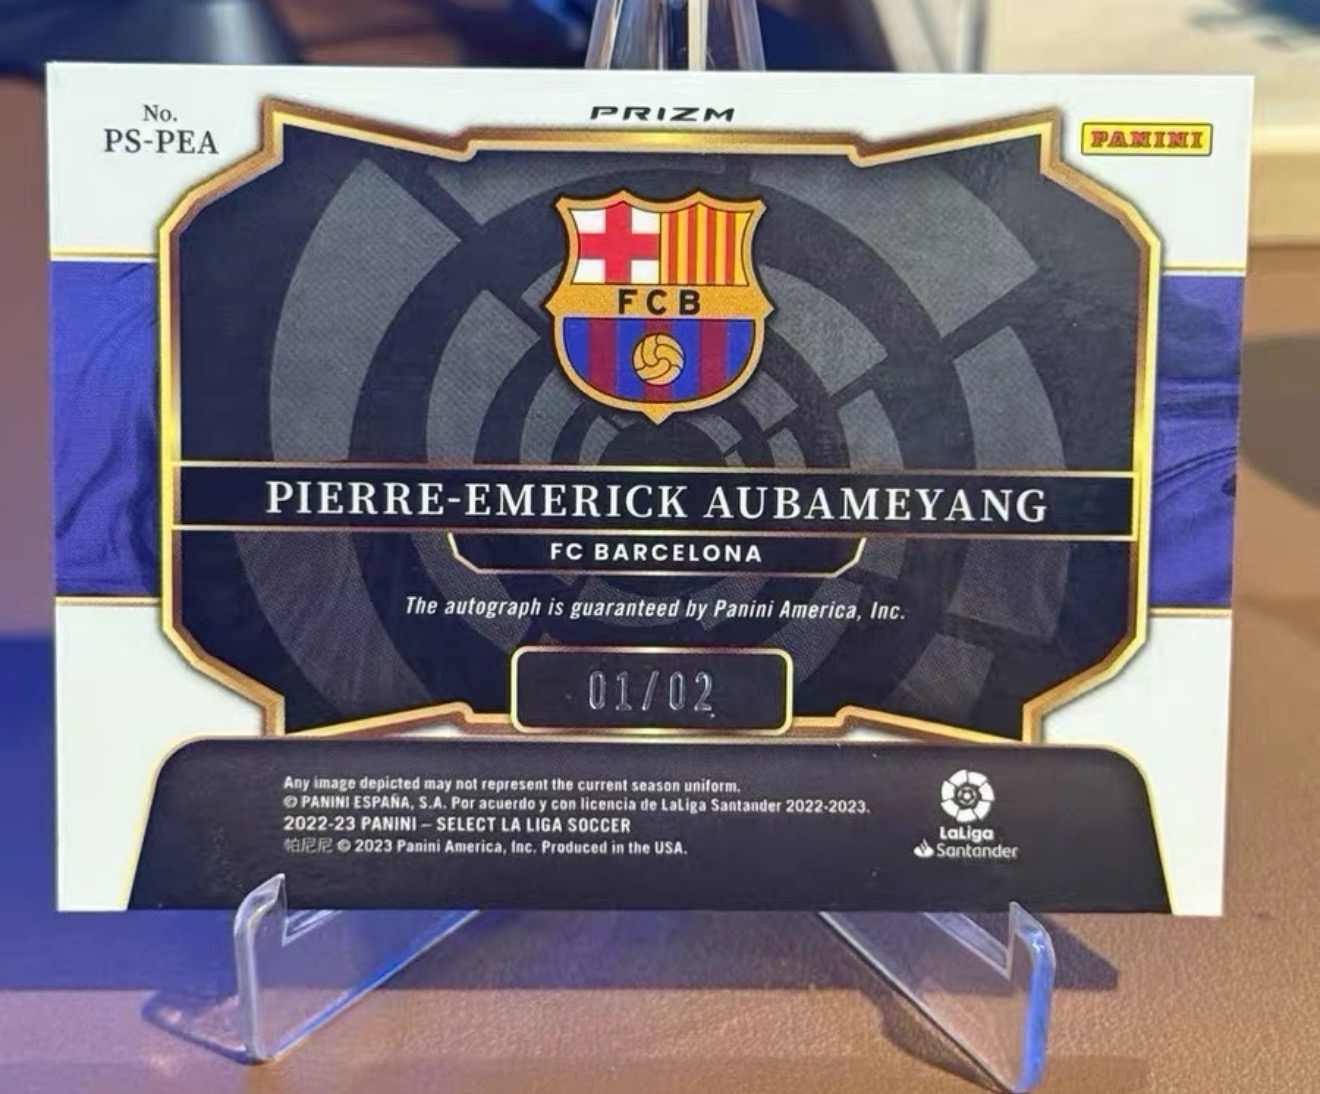 No.
PS-PEA
PRIZM
PANINI
FCB
PIERRE-EMERICK AUBAMEYANG
FC BARCELONA
The autograph is guaranteed by Panini America, Inc.
01/02
Any image depicted may not represent the current season uniform.
© PANINI ESPAÑA, S.A. Por acuerdo y con licencia de LaLiga Santander 2022-2023.
2022-23 PANINI – SELECT LA LIGA SOCCER
帕尼尼 © 2023 Panini America, Inc. Produced in the USA.
LaLiga
Santander